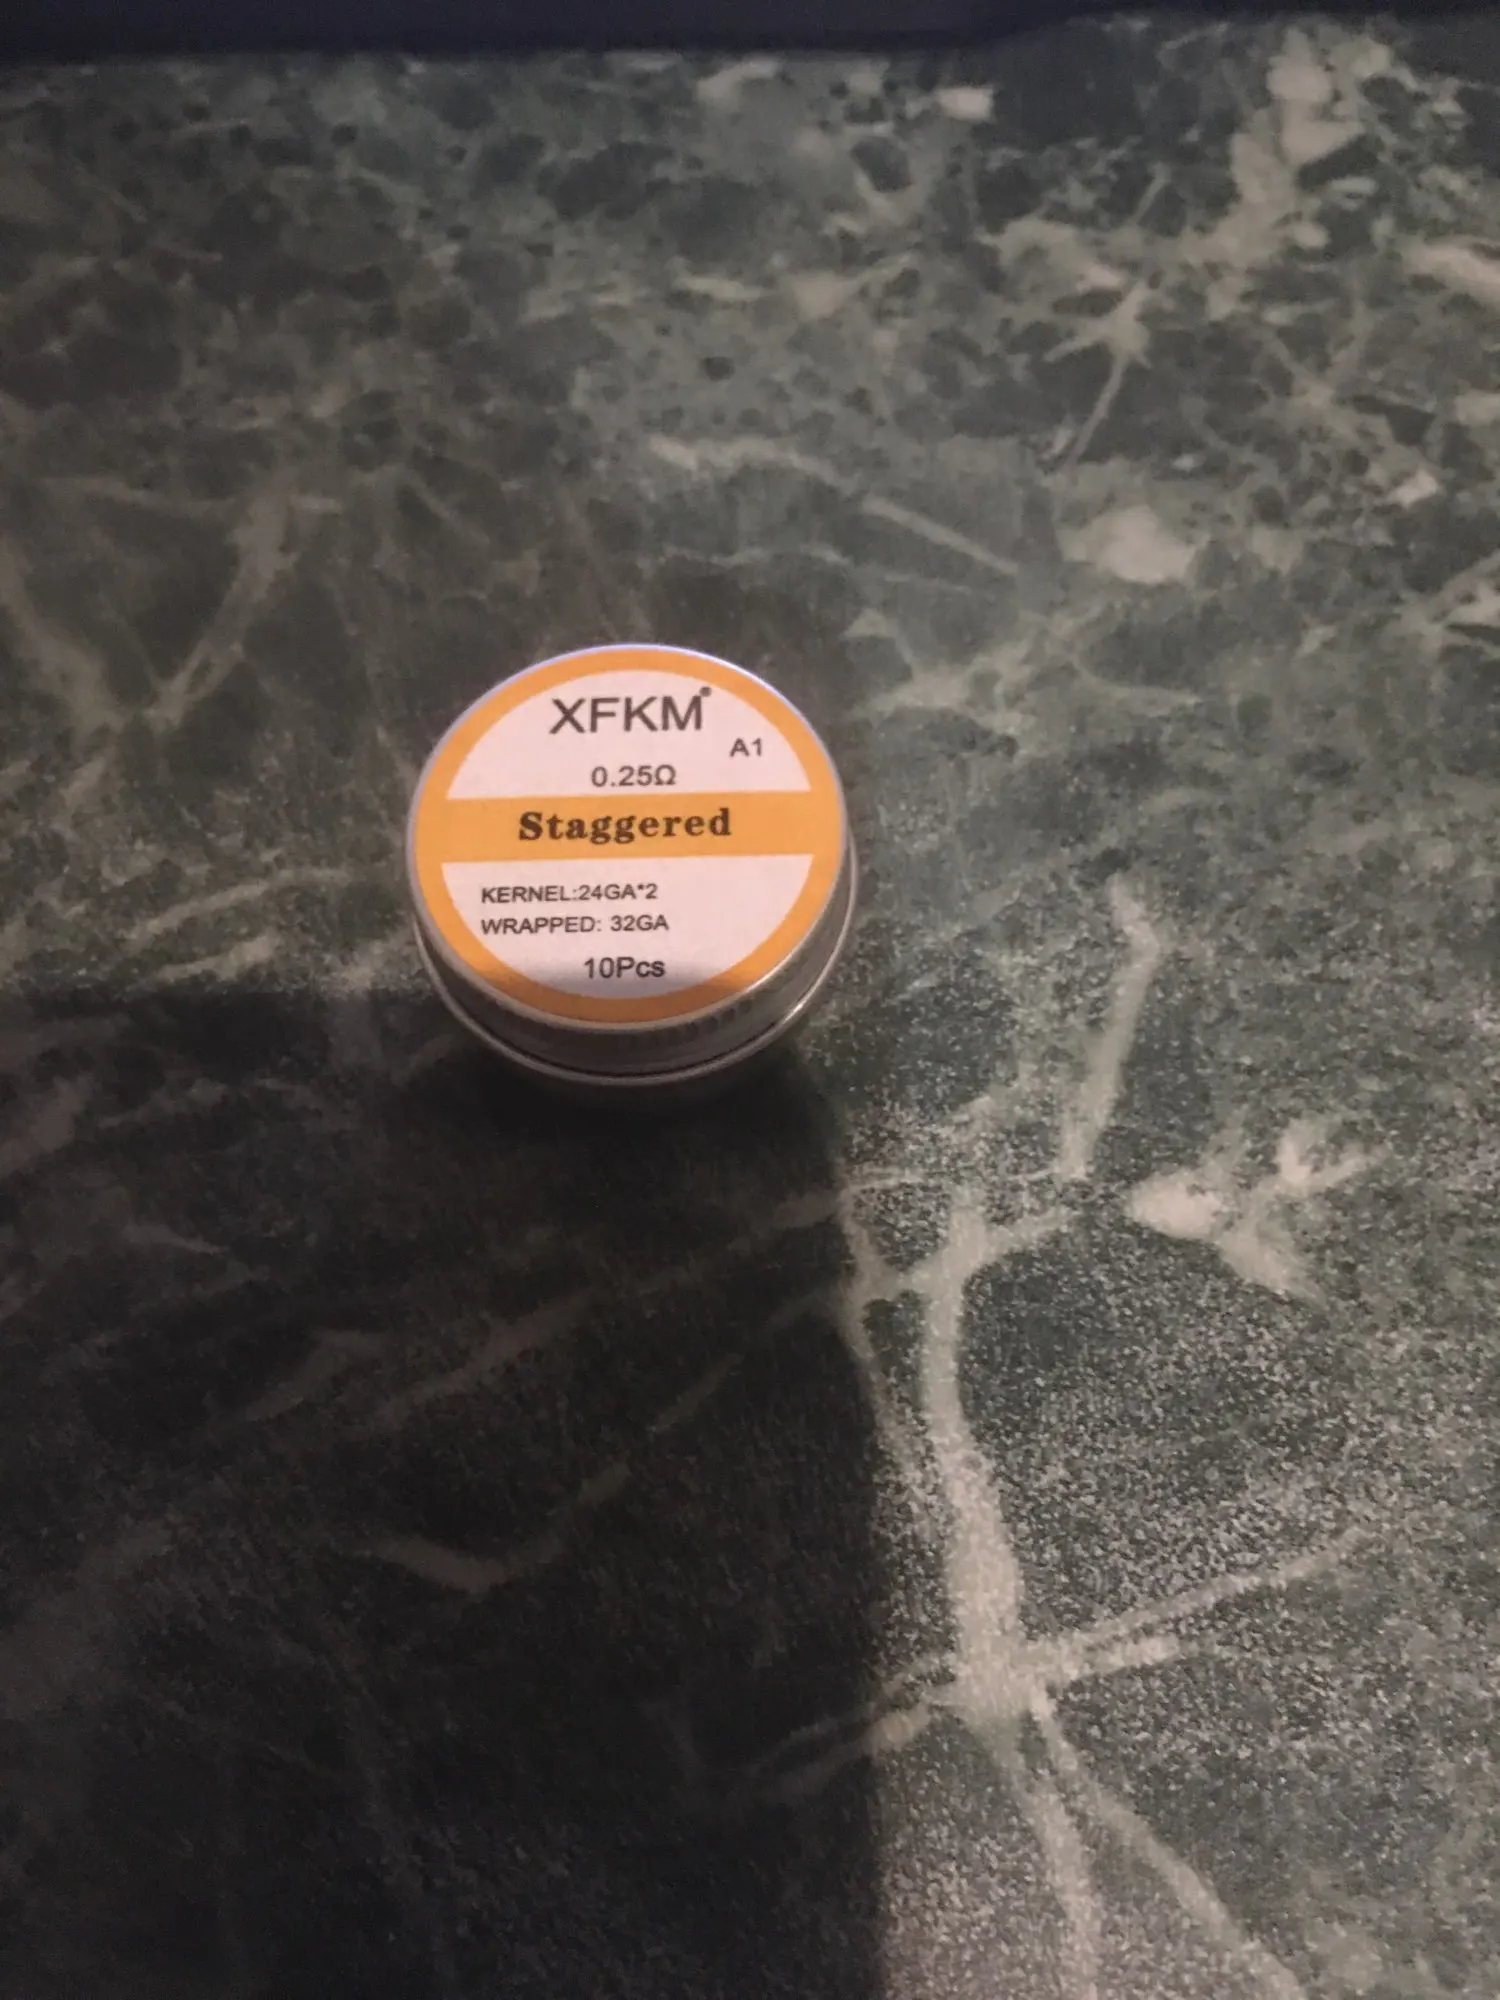 XFKM
A1
0.25Ω
Staggered
KERNEL:24GA*2
WRAPPED: 32GA
10Pcs